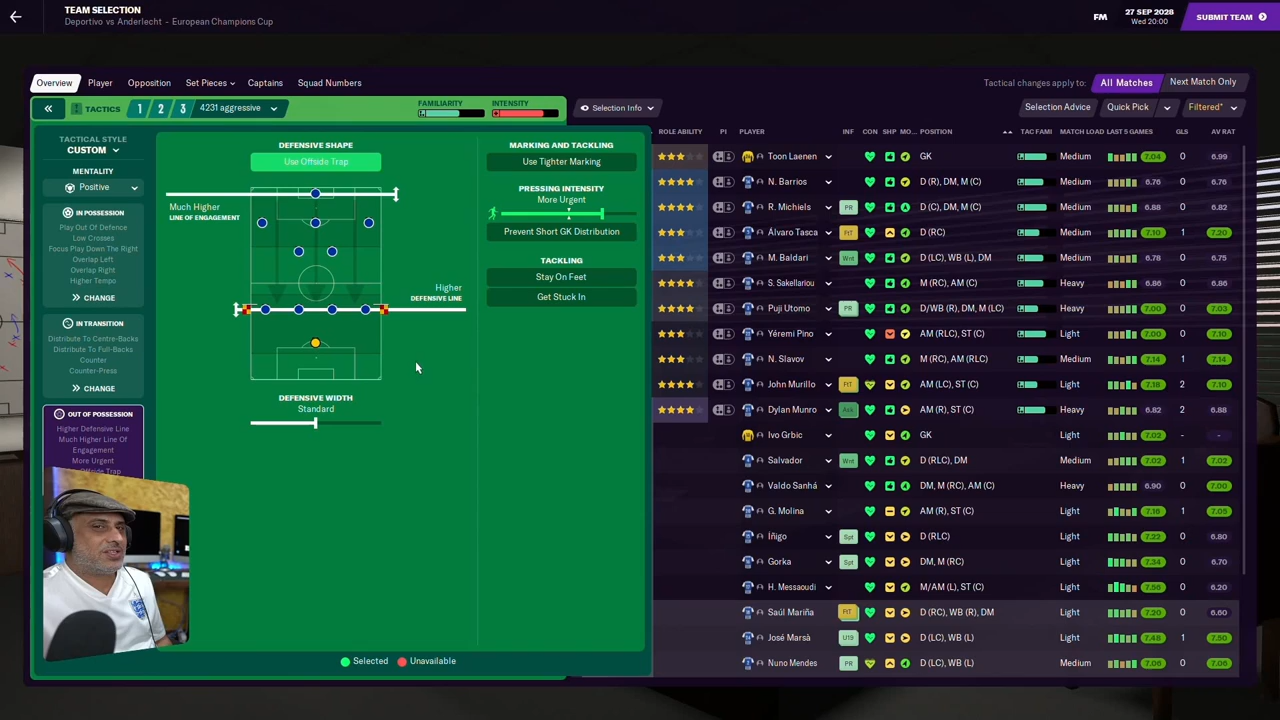 TEAM SELECTION
Deportivo vs Anderlecht - European Champions Cup
FM
27 SEP 2028
Wed 20:00
SUBMIT TEAM
Overview
Player
Opposition
Set Pieces
Captains
Squad Numbers
Tactical changes apply to:
All Matches
Next Match Only
TACTICS
1
2
3
4231 aggressive
FAMILIARITY
INTENSITY
Selection Info
Selection Advice
Quick Pick
Filtered*
TACTICAL STYLE
CUSTOM
MENTALITY
Positive
IN POSSESSION
Play Out Of Defence
Low Crosses
Focus Play Down The Right
Overlap Left
Overlap Right
Higher Tempo
CHANGE
IN TRANSITION
Distribute To Centre-Backs
Distribute To Full-Backs
Counter
Counter-Press
CHANGE
OUT OF POSSESSION
Higher Defensive Line
Much Higher Line Of
Engagement
More Urgent
Offside Trap
DEFENSIVE SHAPE
Use Offside Trap
Much Higher
LINE OF ENGAGEMENT
Higher
DEFENSIVE LINE
DEFENSIVE WIDTH
Standard
MARKING AND TACKLING
Use Tighter Marking
PRESSING INTENSITY
More Urgent
Prevent Short GK Distribution
TACKLING
Stay On Feet
Get Stuck In
Selected
Unavailable
ROLE ABILITY PI PLAYER INF CON SHP MO... POSITION TAC FAMI MATCH LOAD LAST 5 GAMES GLS AV RAT
Toon Laenen GK Medium 7.04 0 6.99
N. Barrios D (R), DM, M (C) Medium 6.76 0 6.76
R. Michiels PR D (C), DM, M (C) Medium 6.88 0 6.88
Álvaro Tasca FIT D (RC) Medium 7.10 1 7.20
M. Baldari Wnt D (LC), WB (L), DM Medium 6.76 0 6.75
S. Sakellariou M (RC), AM (C) Heavy 6.86 0 6.86
Puji Utomo PR D/WB (R), DM, M (LC) Heavy 7.08 0 7.03
Yéremi Pino AM (RLC), ST (C) Light 7.00 0 7.10
N. Slavov M (RC), AM (RLC) Medium 7.14 1 7.14
John Murillo FIT AM (LC), ST (C) Light 7.18 2 7.10
Dylan Munro Ask AM (R), ST (C) Heavy 6.82 2 6.88
Ivo Grbic GK Light 7.02 - -
Salvador Wnt D (RLC), DM Medium 7.02 1 7.02
Valdo Sanhá DM, M (RC), AM (C) Heavy 6.90 0 7.00
G. Molina AM (R), ST (C) Light 7.16 1 7.05
Iñigo Spt D (RLC) Light 7.22 0 6.80
Gorka Spt DM, M (RC) Light 7.34 0 6.70
H. Messaoudi M/AM (L), ST (C) Light 7.56 0 6.20
Saúl Mariña FIT D (RC), WB (R), DM Light 7.20 0 6.60
José Marsà U19 D (LC), WB (L) Light 7.48 1 7.50
Nuno Mendes PR D (LC), WB (L) Medium 7.06 0 7.06